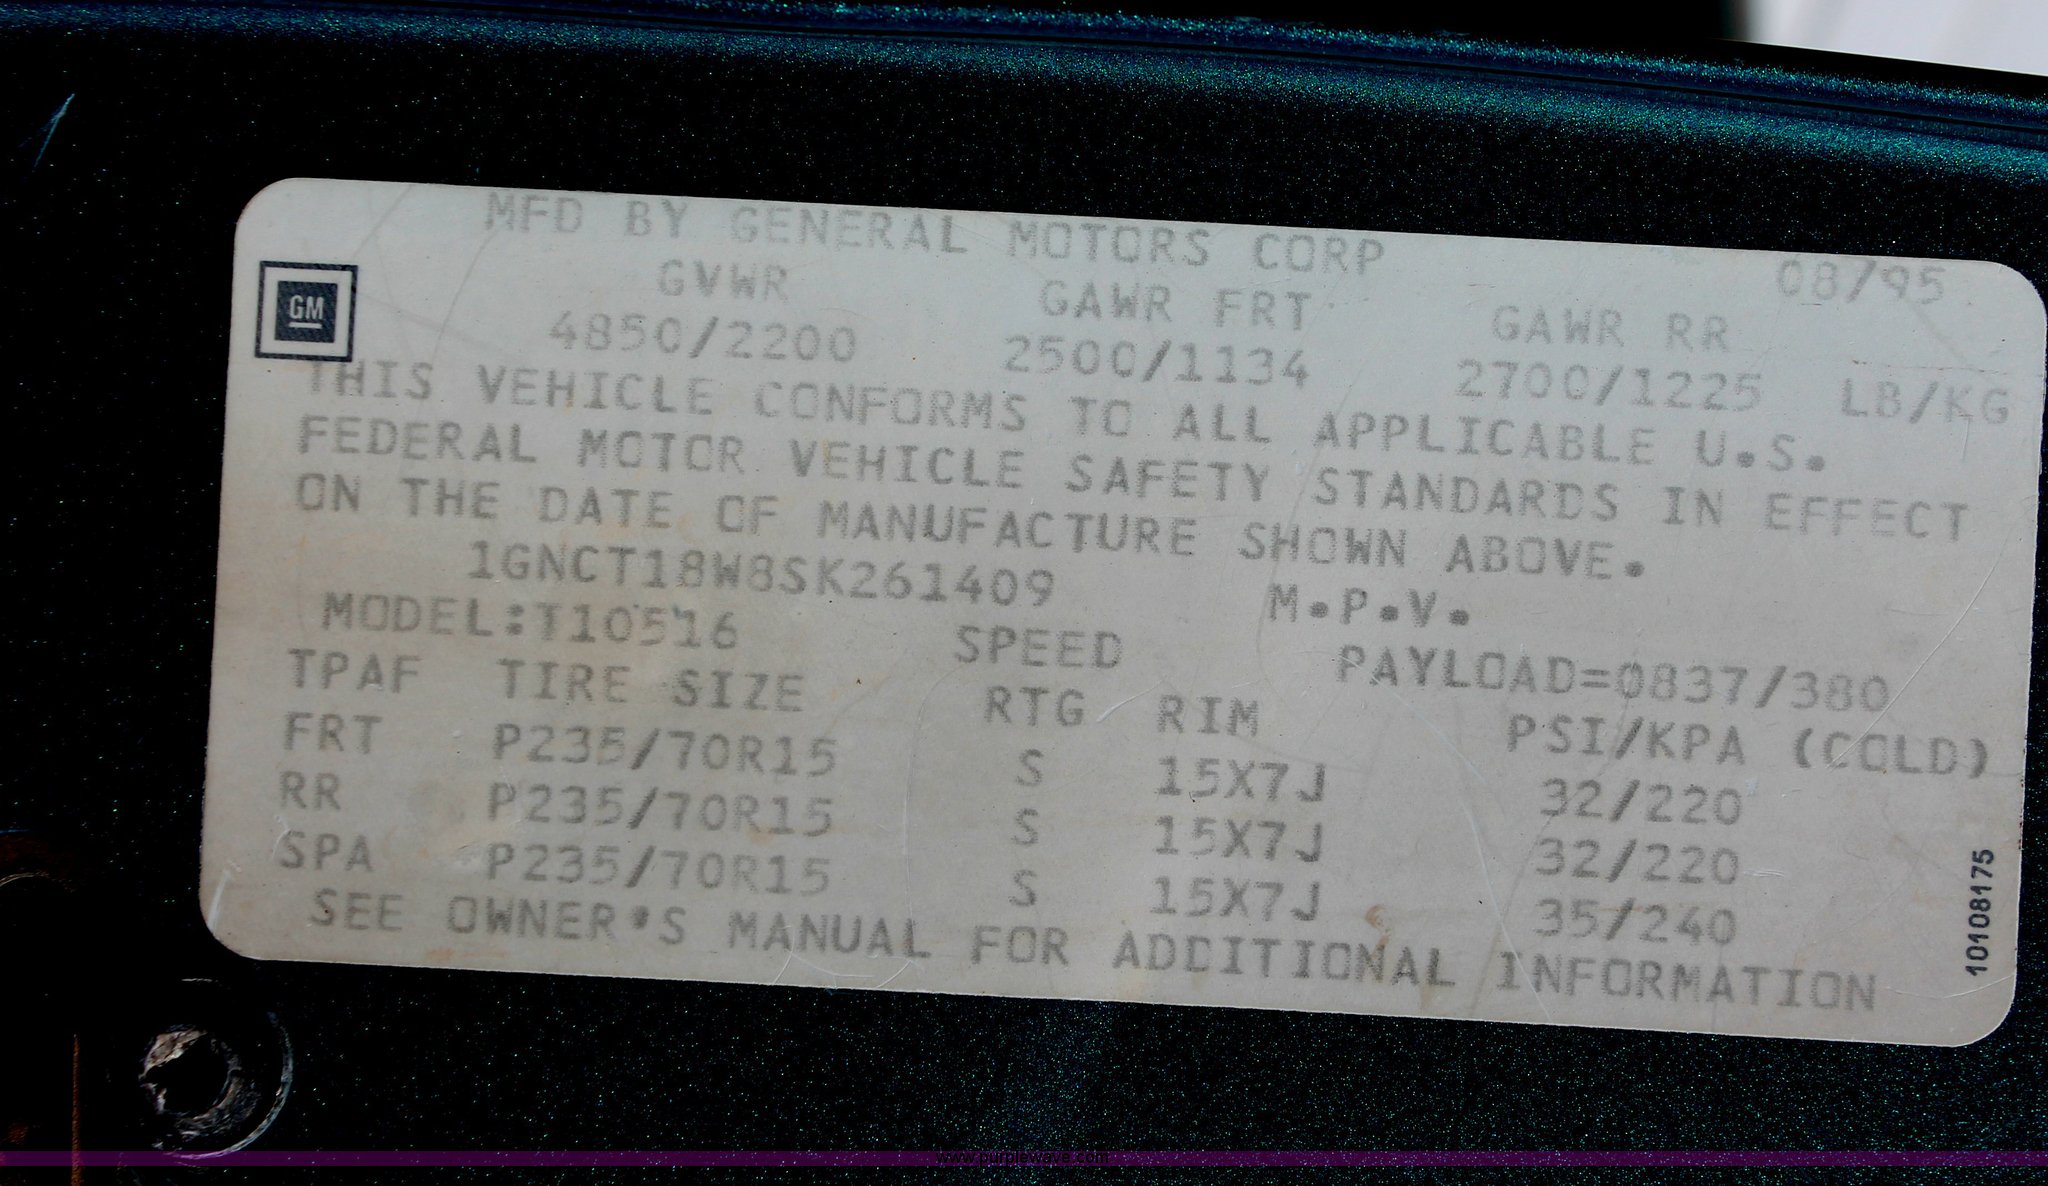 MFD BY GENERAL MOTORS CORP 08/95
GVWR GAWR FRT GAWR RR
4850/2200 2500/1134 2700/1225 LB/KG
GM
THIS VEHICLE CONFORMS TO ALL APPLICABLE U.S.
FEDERAL MOTOR VEHICLE SAFETY STANDARDS IN EFFECT
ON THE DATE OF MANUFACTURE SHOWN ABOVE.
1GNCT18W8SK261409 M.P.V.
MODEL:T10516 SPEED PAYLOAD=0837/380
TPAF TIRE SIZE RTG RIM PSI/KPA (COLD)
FRT P235/70R15 S 15X7J 32/220
RR P235/70R15 S 15X7J 32/220
SPA P235/70R15 S 15X7J 35/240
SEE OWNER'S MANUAL FOR ADDITIONAL INFORMATION
10108175
www.purplewave.com